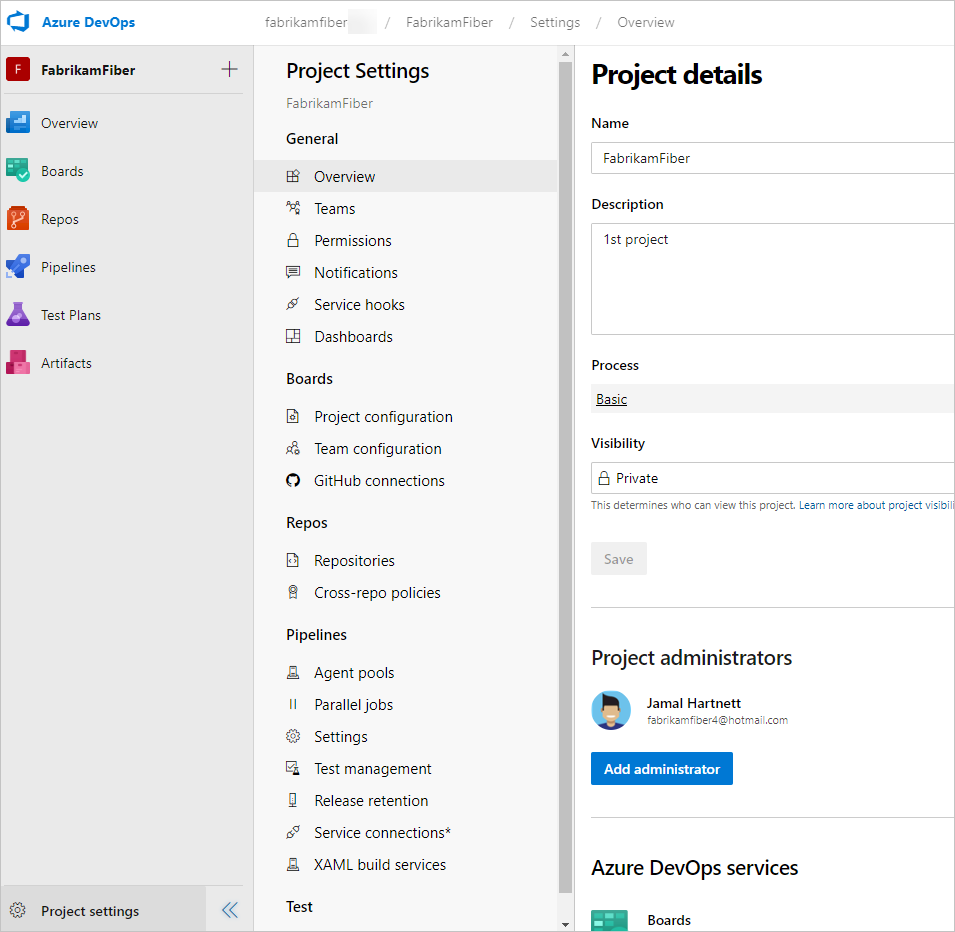 Azure DevOps
fabrikamfiber / FabrikamFiber / Settings / Overview
F FabrikamFiber
Overview
Boards
Repos
Pipelines
Test Plans
Artifacts
Project settings
Project Settings
FabrikamFiber
General
Overview
Teams
Permissions
Notifications
Service hooks
Dashboards
Boards
Project configuration
Team configuration
GitHub connections
Repos
Repositories
Cross-repo policies
Pipelines
Agent pools
Parallel jobs
Settings
Test management
Release retention
Service connections*
XAML build services
Test
Project details
Name
FabrikamFiber
Description
1st project
Process
Basic
Visibility
Private
This determines who can view this project. Learn more about project visibili
Save
Project administrators
Jamal Hartnett
fabrikamfiber4@hotmail.com
Add administrator
Azure DevOps services
Boards